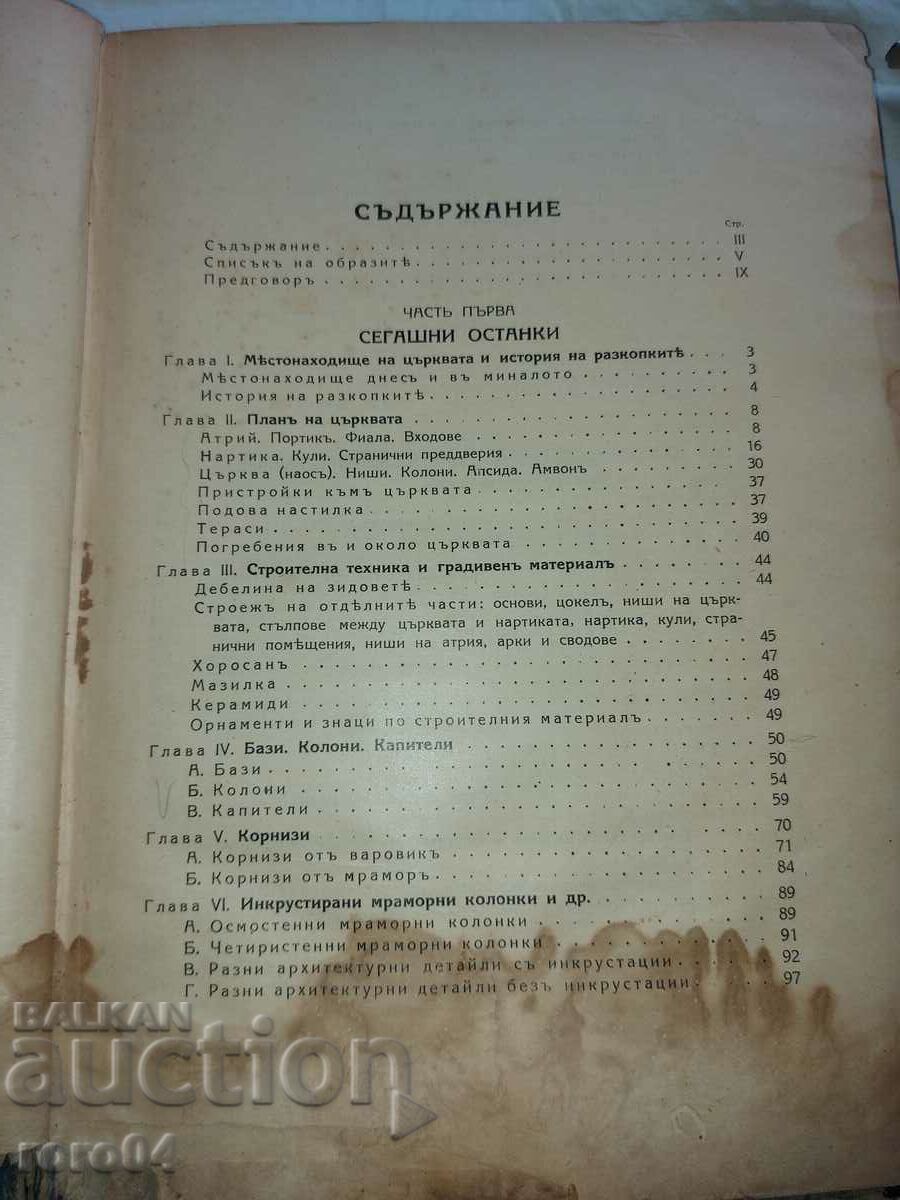 СЪДЪРЖАНИЕ
Стр.
Съдържание III
Списъкъ на образитѣ V
Предговоръ IX
ЧАСТЬ ПЪРВА
СЕГАШНИ ОСТАНКИ
Глава I. Мѣстонаходище на църквата и история на разкопкитѣ 3
Мѣстонаходище днесъ и въ миналото 3
История на разкопкитѣ 4
Глава II. Планъ на църквата 8
Атрий. Портикъ. Фиала. Входове 8
Нартика. Кули. Странични преддверия 16
Църква (наосъ). Ниши. Колони. Апсида. Амвонъ 30
Пристройки къмъ църквата 37
Подова настилка 37
Тераси 39
Погребения въ и около църквата 40
Глава III. Строителна техника и градивенъ материалъ 44
Дебелина на зидоветѣ 44
Строежъ на отдѣлнитѣ части: основи, цокелъ, ниши на църк-
вата, стълпове между църквата и нартиката, нартика, кули, стра-
нични помѣщения, ниши на атрия, арки и сводове 45
Хоросанъ 47
Мазилка 48
Керамиди 49
Орнаменти и знаци по строителния материалъ 49
Глава IV. Бази. Колони. Капители 50
А. Бази 50
Б. Колони 54
В. Капители 59
Глава V. Корнизи 70
А. Корнизи отъ варовикъ 71
Б. Корнизи отъ мраморъ 84
Глава VI. Инкрустирани мраморни колонки и др. 89
А. Осмостенни мраморни колонки 89
Б. Четиристенни мраморни колонки 91
В. Разни архитектурни детайли съ инкрустации 92
Г. Разни архитектурни детайли безъ инкрустации 97
BALKAN
auction
roro04